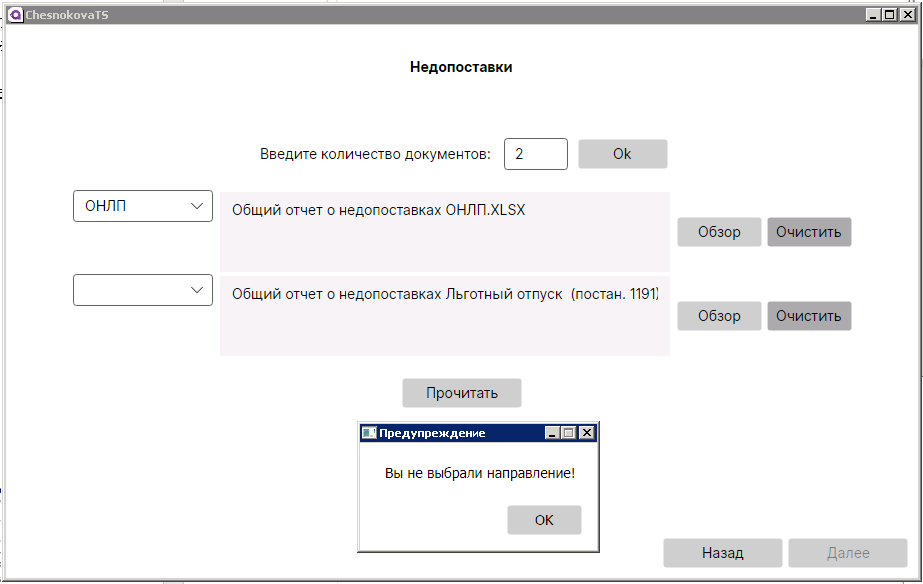 ChesnokovaTS
Недопоставки
Введите количество документов: 2 Ok
ОНЛП Общий отчет о недопоставках ОНЛП.XLSX
Обзор Очистить
Общий отчет о недопоставках Льготный отпуск (постан. 1191)
Обзор Очистить
Прочитать
Предупреждение
Вы не выбрали направление!
OK
Назад Далее